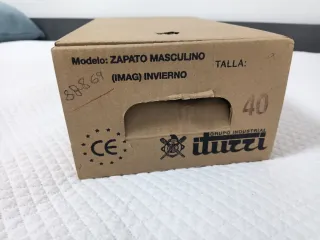 Modelo: ZAPATO MASCULINO
(IMAG) INVIERNO
TALLA:
40
CE
GRUPO INDUSTRIAL
iturri